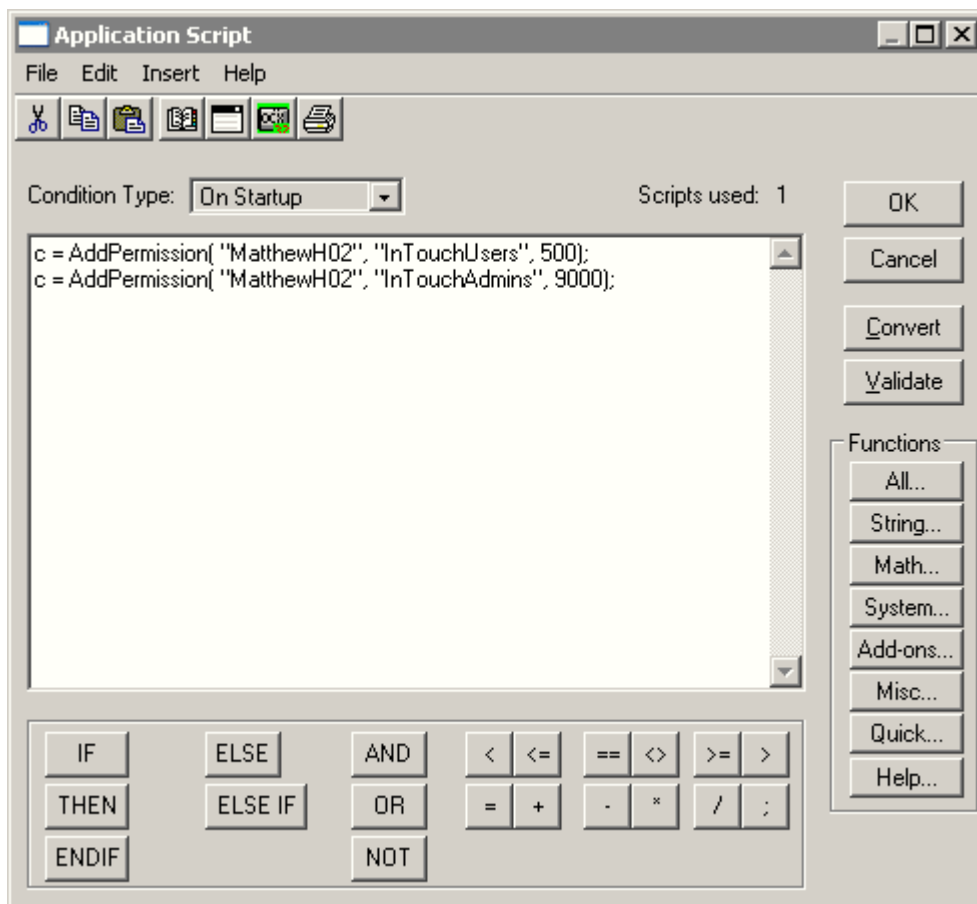 Application Script
File Edit Insert Help
Condition Type: On Startup Scripts used: 1
c = AddPermission( "MatthewH02", "InTouchUsers", 500);
c = AddPermission( "MatthewH02", "InTouchAdmins", 9000);
OK
Cancel
Convert
Validate
Functions
All...
String...
Math...
System...
Add-ons...
Misc...
Quick...
Help...
IF ELSE AND < <= == <> >= >
THEN ELSE IF OR = + - * / ;
ENDIF NOT